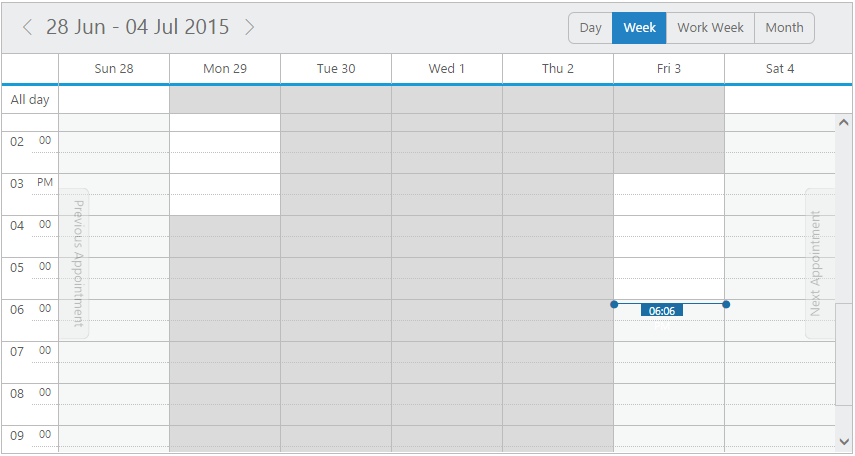 28 Jun - 04 Jul 2015
Day Week Work Week Month
Sun 28 Mon 29 Tue 30 Wed 1 Thu 2 Fri 3 Sat 4
All day
02 00
03 PM
04 00
05 00
06 00
07 00
08 00
09 00
Previous Appointment
06:06
Next Appointment